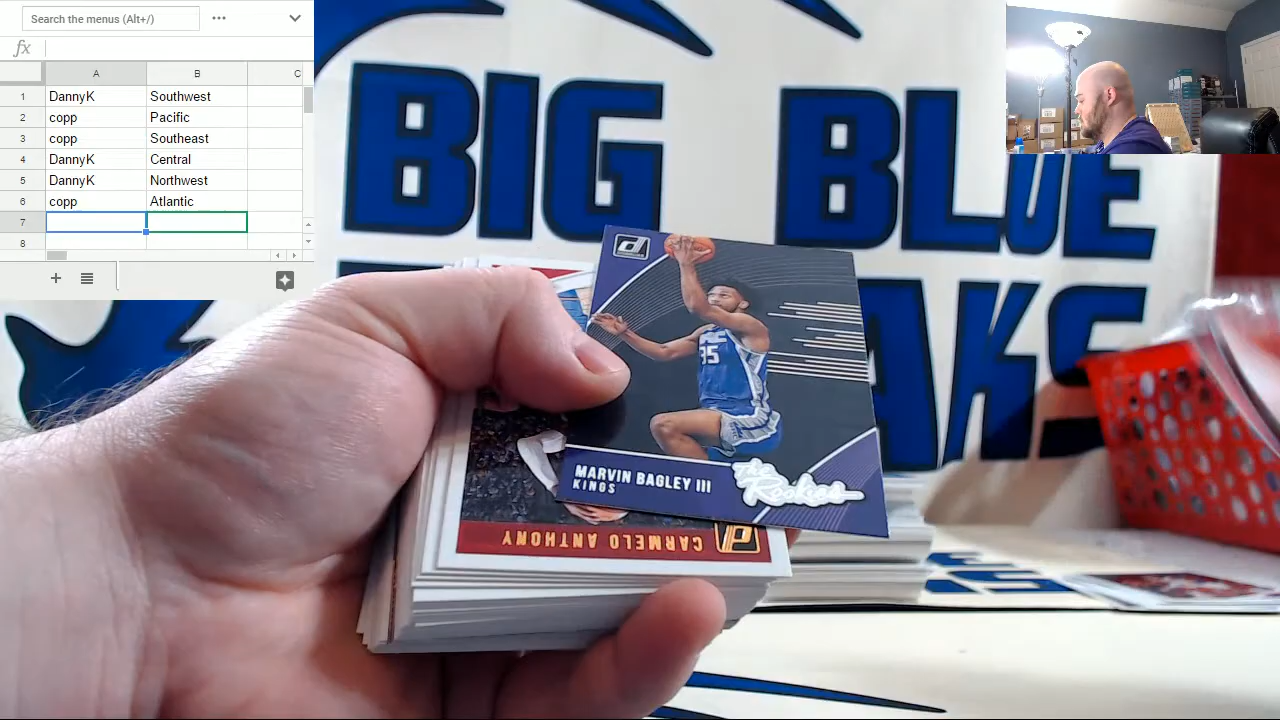 Search the menus (Alt+/)
fx
A B C
1 DannyK Southwest
2 copp Pacific
3 copp Southeast
4 DannyK Central
5 DannyK Northwest
6 copp Atlantic
7
8
BIG BLUE
35
MARVIN BAGLEY III
KINGS
The Rookies
CARMELO ANTHONY